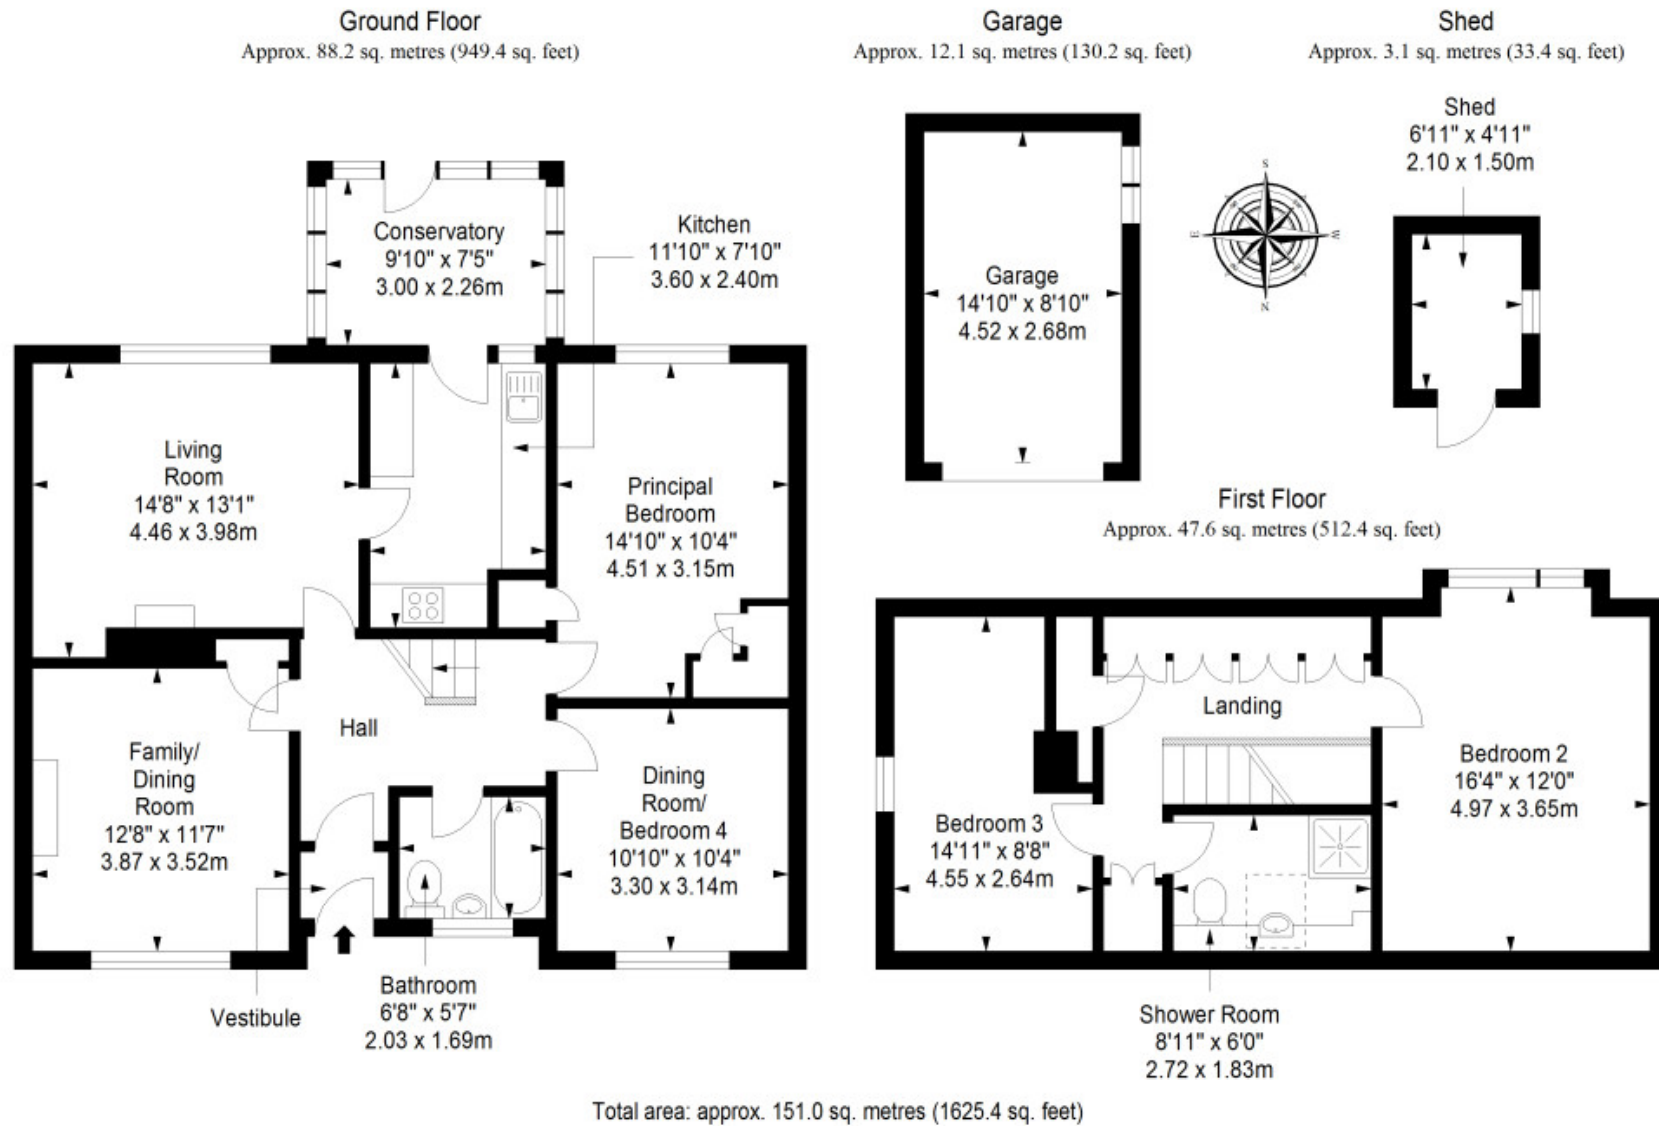 Ground Floor
Approx. 88.2 sq. metres (949.4 sq. feet)
Garage
Approx. 12.1 sq. metres (130.2 sq. feet)
Shed
Approx. 3.1 sq. metres (33.4 sq. feet)
Shed
6'11" x 4'11"
2.10 x 1.50m
Conservatory
9'10" x 7'5"
3.00 x 2.26m
Kitchen
11'10" x 7'10"
3.60 x 2.40m
Garage
14'10" x 8'10"
4.52 x 2.68m
S
E
W
N
Living
Room
14'8" x 13'1"
4.46 x 3.98m
Principal
Bedroom
14'10" x 10'4"
4.51 x 3.15m
First Floor
Approx. 47.6 sq. metres (512.4 sq. feet)
Hall
Family/
Dining
Room
12'8" x 11'7"
3.87 x 3.52m
Dining
Room/
Bedroom 4
10'10" x 10'4"
3.30 x 3.14m
Landing
Bedroom 2
16'4" x 12'0"
4.97 x 3.65m
Bedroom 3
14'11" x 8'8"
4.55 x 2.64m
Vestibule
Bathroom
6'8" x 5'7"
2.03 x 1.69m
Shower Room
8'11" x 6'0"
2.72 x 1.83m
Total area: approx. 151.0 sq. metres (1625.4 sq. feet)